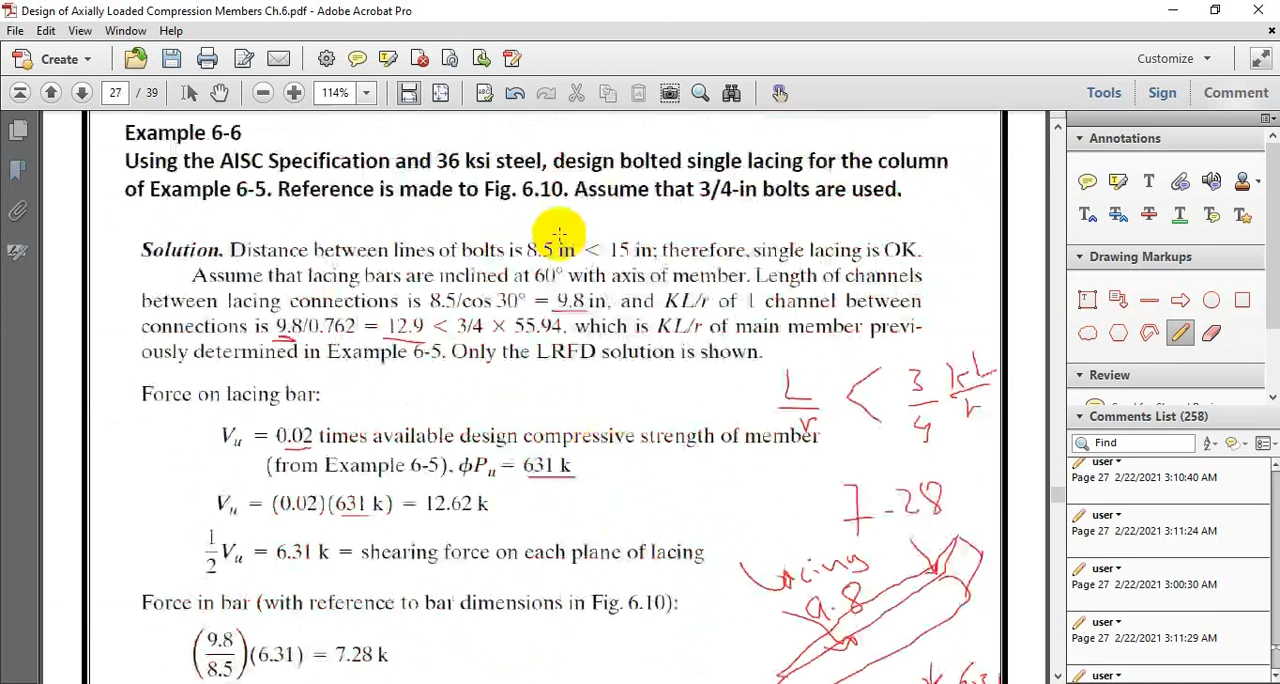 Design of Axially Loaded Compression Members Ch.6.pdf - Adobe Acrobat Pro
File Edit View Window Help
Create
Customize
27 / 39
114%
Tools Sign Comment
Example 6-6
Using the AISC Specification and 36 ksi steel, design bolted single lacing for the column
of Example 6-5. Reference is made to Fig. 6.10. Assume that 3/4-in bolts are used.
Solution. Distance between lines of bolts is 8.5 in < 15 in; therefore, single lacing is OK.
Assume that lacing bars are inclined at 60° with axis of member. Length of channels
between lacing connections is 8.5/cos 30° = 9.8 in, and KL/r of 1 channel between
connections is 9.8/0.762 = 12.9 < 3/4 × 55.94, which is KL/r of main member previ-
ously determined in Example 6-5. Only the LRFD solution is shown.
L/r < 3/4 KL/r
Force on lacing bar:
Vu = 0.02 times available design compressive strength of member
(from Example 6-5), ϕPu = 631 k
Vu = (0.02)(631 k) = 12.62 k
7.28
1/2 Vu = 6.31 k = shearing force on each plane of lacing
Lacing
9.8
Force in bar (with reference to bar dimensions in Fig. 6.10):
(9.8/8.5)(6.31) = 7.28 k
Annotations
Drawing Markups
Review
Comments List (258)
Find
user
Page 27 2/22/2021 3:10:40 AM
user
Page 27 2/22/2021 3:11:24 AM
user
Page 27 2/22/2021 3:00:30 AM
user
Page 27 2/22/2021 3:11:29 AM
user